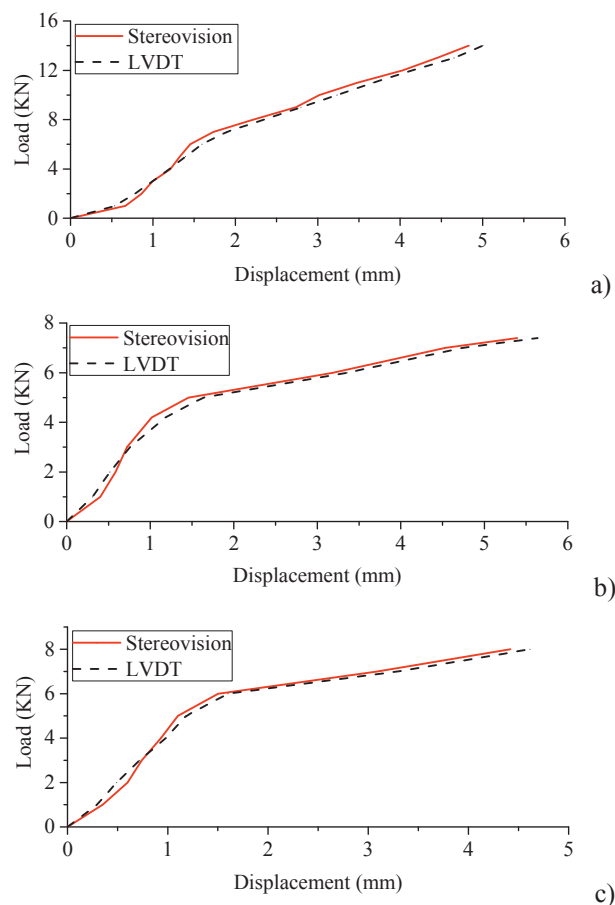 16
12
8
4
0
Load (KN)
Stereovision
LVDT
0 1 2 3 4 5 6
Displacement (mm)
a)
8
6
4
2
0
Load (KN)
Stereovision
LVDT
0 1 2 3 4 5 6
Displacement (mm)
b)
10
8
6
4
2
0
Load (KN)
Stereovision
LVDT
0 1 2 3 4 5
Displacement (mm)
c)